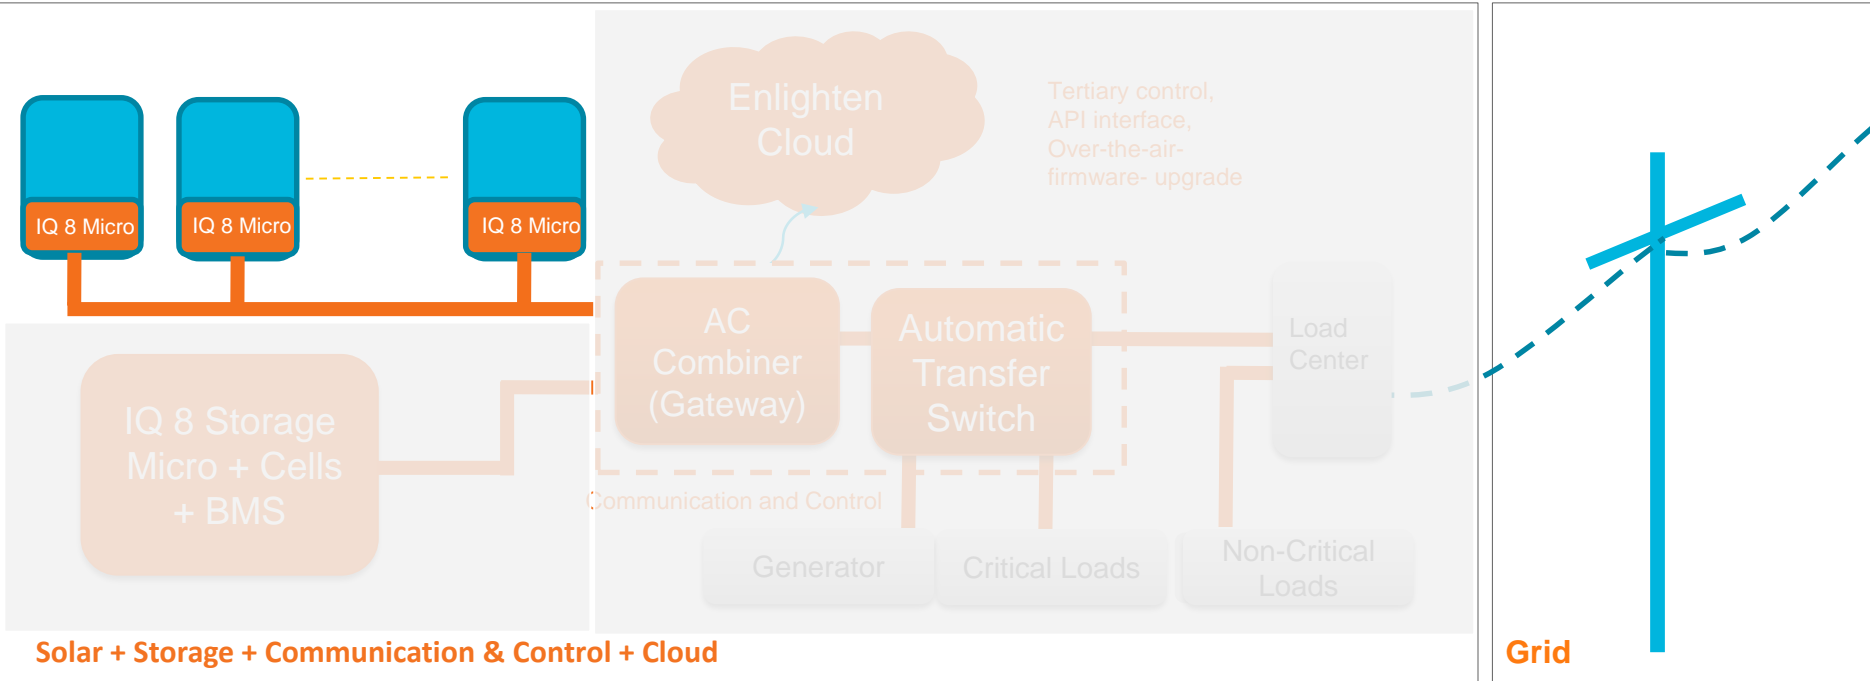 Enlighten
Cloud
Tertiary control,
API interface,
Over-the-air-
firmware- upgrade
IQ 8 Micro
IQ 8 Micro
IQ 8 Micro
AC
Combiner
(Gateway)
Automatic
Transfer
Switch
Load
Center
IQ 8 Storage
Micro + Cells
+ BMS
Communication and Control
Generator
Critical Loads
Non-Critical
Loads
Solar + Storage + Communication & Control + Cloud
Grid